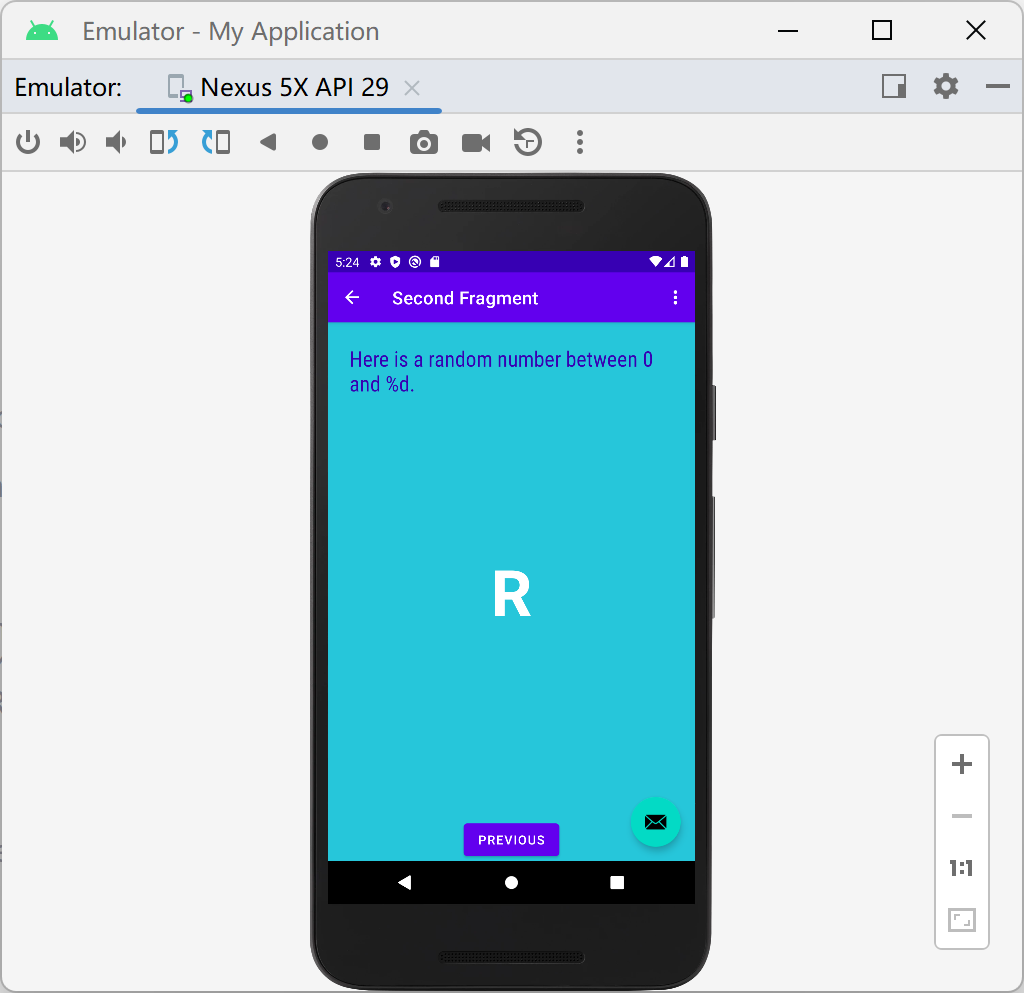 Emulator - My Application
Emulator:
Nexus 5X API 29
5:24
Second Fragment
Here is a random number between 0
and %d.
R
PREVIOUS
1:1